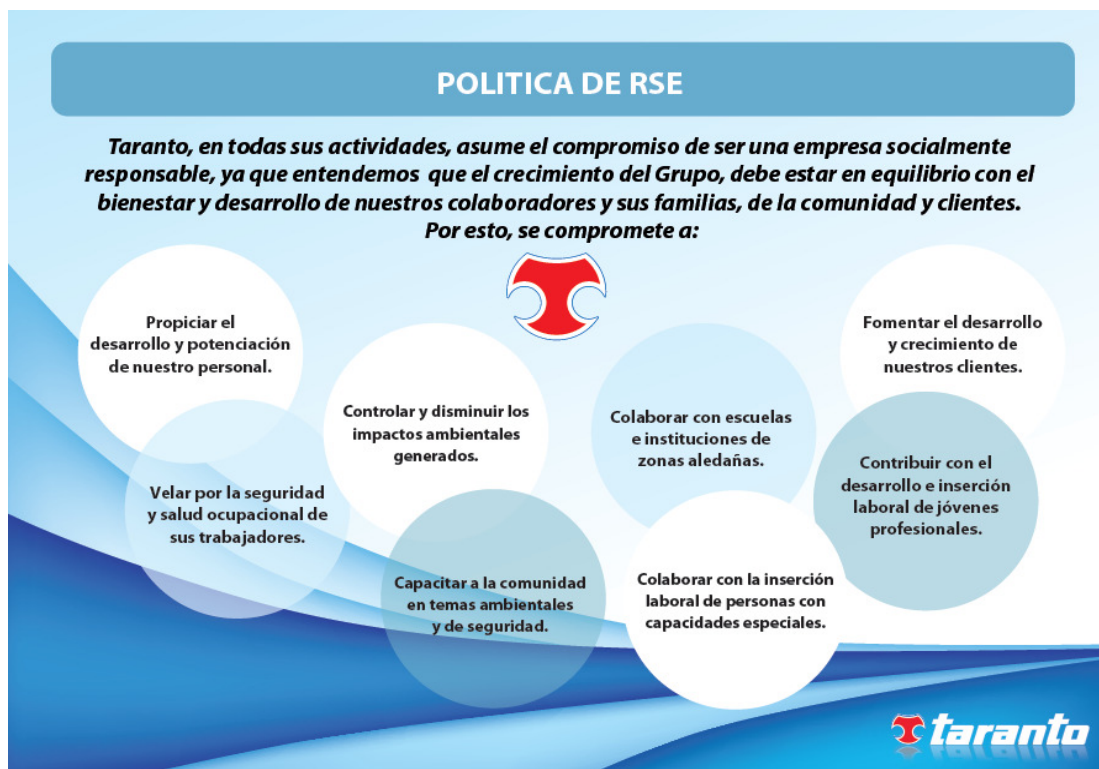 POLITICA DE RSE
Taranto, en todas sus actividades, asume el compromiso de ser una empresa socialmente
responsable, ya que entendemos que el crecimiento del Grupo, debe estar en equilibrio con el
bienestar y desarrollo de nuestros colaboradores y sus familias, de la comunidad y clientes.
Por esto, se compromete a:
Propiciar el
desarrollo y potenciación
de nuestro personal.
Velar por la seguridad
y salud ocupacional de
sus trabajadores.
Controlar y disminuir los
impactos ambientales
generados.
Capacitar a la comunidad
en temas ambientales
y de seguridad.
Colaborar con escuelas
e instituciones de
zonas aledañas.
Colaborar con la inserción
laboral de personas con
capacidades especiales.
Fomentar el desarrollo
y crecimiento de
nuestros clientes.
Contribuir con el
desarrollo e inserción
laboral de jóvenes
profesionales.
taranto